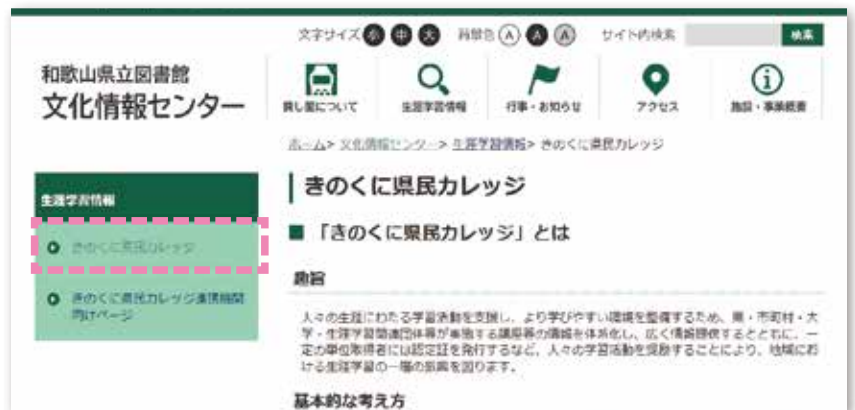 文字サイズ 小 中 大 背景色 A A A サイト内検索 検索
和歌山県立図書館
文化情報センター
貸し館について 生涯学習情報 行事・お知らせ アクセス 施設・事業概要
ホーム> 文化情報センター> 生涯学習情報> きのくに県民カレッジ
生涯学習情報
きのくに県民カレッジ
きのくに県民カレッジ連携機関
向けページ
きのくに県民カレッジ
「きのくに県民カレッジ」とは
趣旨
人々の生涯にわたる学習活動を支援し、より学びやすい環境を整備するため、県・市町村・大
学・生涯学習関連団体等が実施する講座等の情報を体系化し、広く情報提供するとともに、一
定の単位取得者には認定証を発行するなど、人々の学習活動を奨励することにより、地域にお
ける生涯学習の一層の振興を図ります。
基本的な考え方